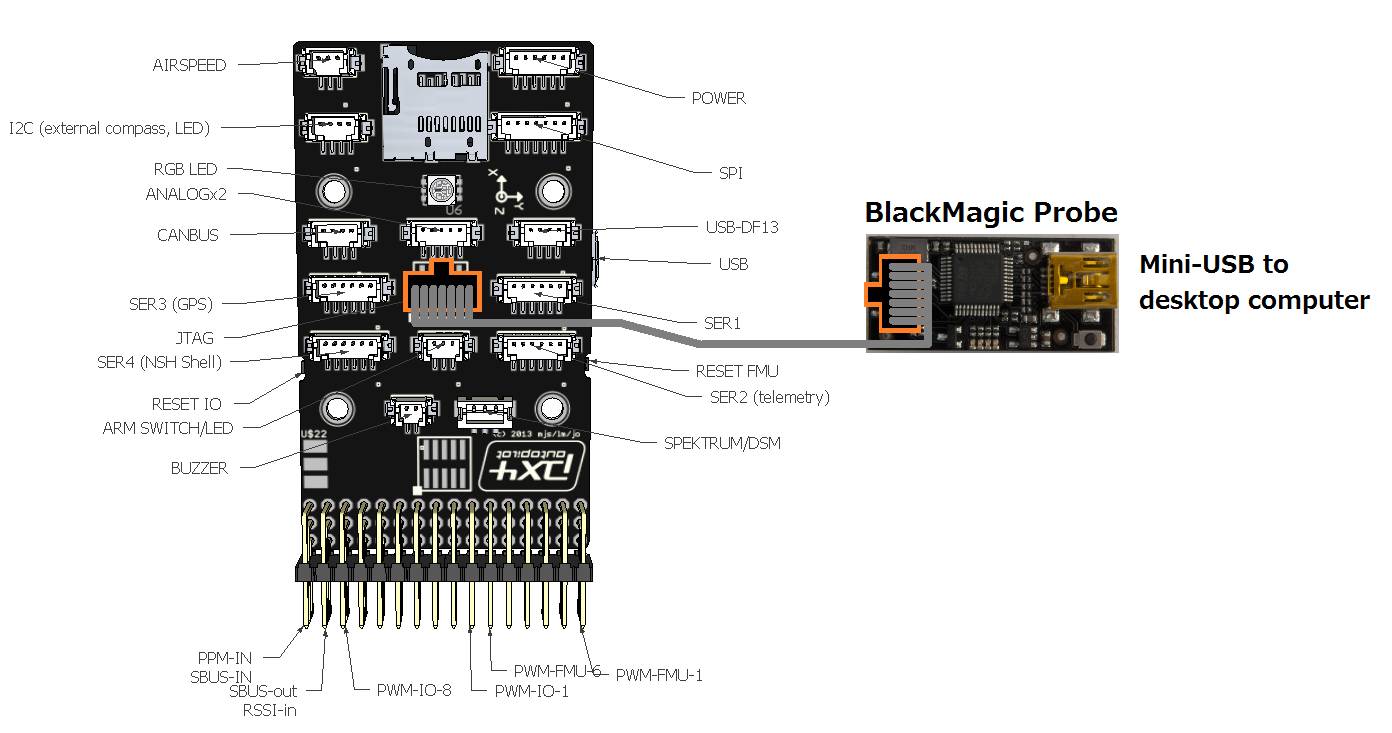 AIRSPEED
POWER
I2C (external compass, LED)
SPI
RGB LED
ANALOGx2
U6
X
Y
Z
CANBUS
USB-DF13
USB
SER3 (GPS)
SER1
JTAG
SER4 (NSH Shell)
RESET FMU
RESET IO
SER2 (telemetry)
ARM SWITCH/LED
SPEKTRUM/DSM
BUZZER
U$22
(c) 2013 mjs/lm/jo
px4
autopilot
PPM-IN
SBUS-IN
SBUS-out
RSSI-in
PWM-IO-8
PWM-IO-1
PWM-FMU-6
PWM-FMU-1
BlackMagic Probe
Mini-USB to
desktop computer